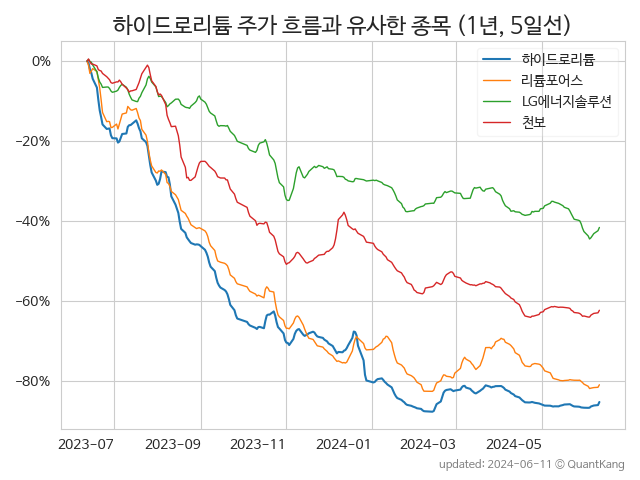 하이드로리튬 주가 흐름과 유사한 종목 (1년, 5일선)
하이드로리튬
리튬포어스
LG에너지솔루션
천보
0%
−20%
−40%
−60%
−80%
2023-07 2023-09 2023-11 2024-01 2024-03 2024-05
updated: 2024-06-11 © QuantKang